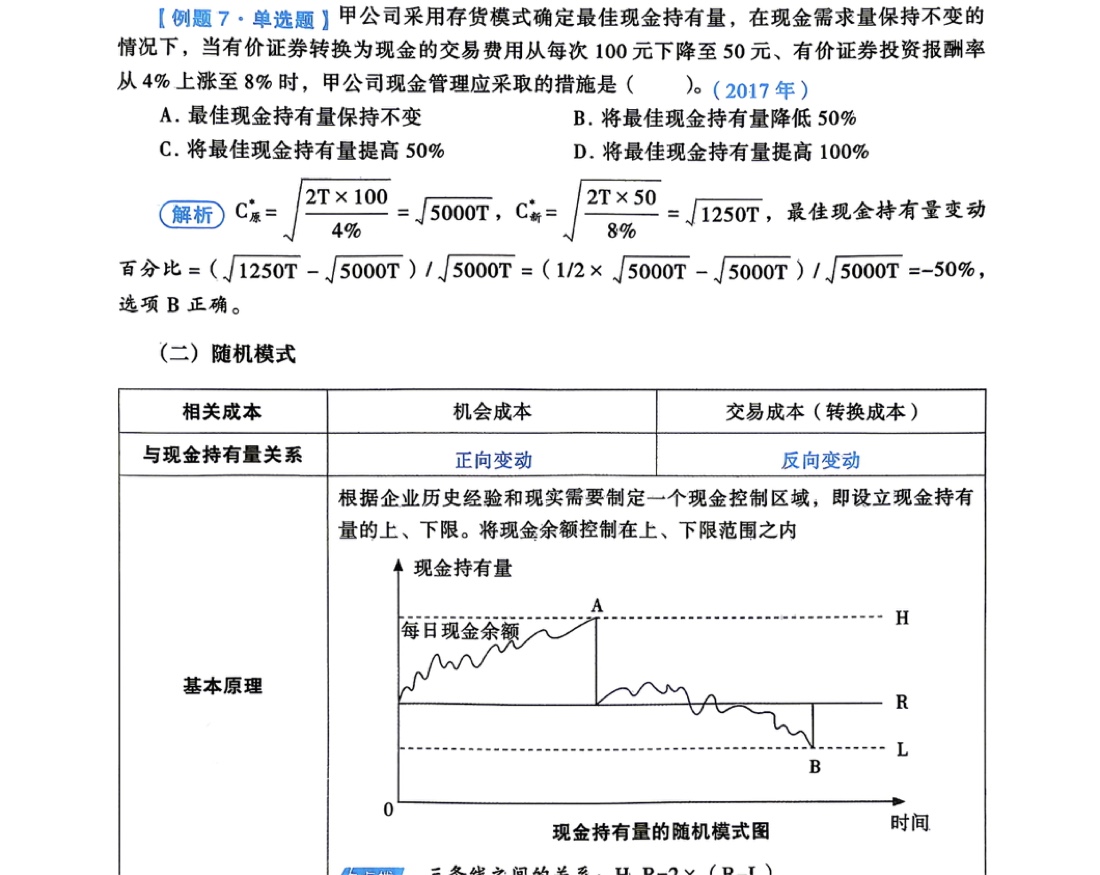 【例题7·单选题】甲公司采用存货模式确定最佳现金持有量，在现金需求量保持不变的
情况下，当有价证券转换为现金的交易费用从每次100元下降至50元、有价证券投资报酬率
从4%上涨至8%时，甲公司现金管理应采取的措施是（　　）。（2017年）
A. 最佳现金持有量保持不变
B. 将最佳现金持有量降低50%
C. 将最佳现金持有量提高50%
D. 将最佳现金持有量提高100%
解析 C*原=√(2T×100/4%)=√5000T，C*新=√(2T×50/8%)=√1250T，最佳现金持有量变动
百分比=（√1250T-√5000T）/√5000T=（1/2×√5000T-√5000T）/√5000T=-50%，
选项B正确。
（二）随机模式
相关成本 机会成本 交易成本（转换成本）
与现金持有量关系 正向变动 反向变动
根据企业历史经验和现实需要制定一个现金控制区域，即设立现金持有
量的上、下限。将现金余额控制在上、下限范围之内
基本原理
现金持有量
A
H
每日现金余额
R
L
B
0
时间
现金持有量的随机模式图
三条线之间的关系：H-R=2×（R-L）